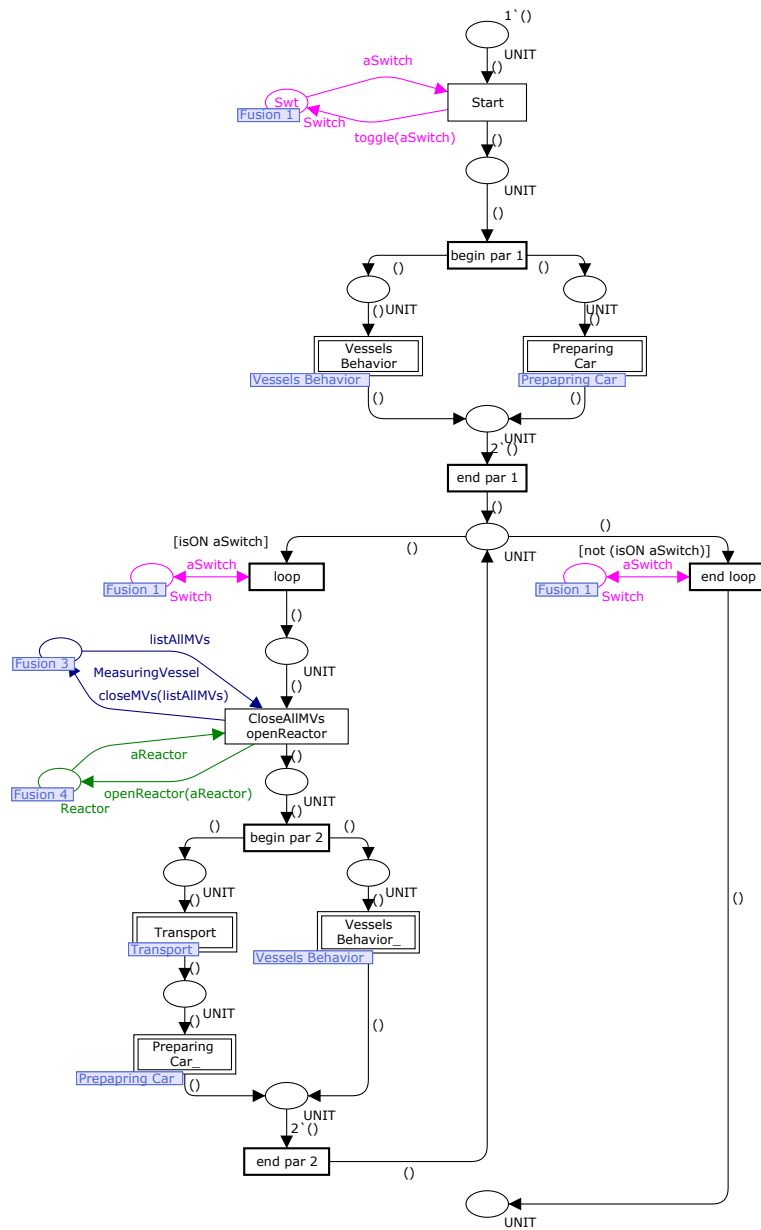 1`()
UNIT
()
aSwitch
Swt
Start
Fusion 1
Switch
toggle(aSwitch)
()
UNIT
()
begin par 1
()
()
UNIT
UNIT
()
()
Vessels
Behavior
Preparing
Car
Vessels Behavior
Prepapring Car
()
()
UNIT
2`()
end par 1
()
()
()
UNIT
[isON aSwitch]
[not (isON aSwitch)]
aSwitch
aSwitch
loop
end loop
Fusion 1
Switch
Fusion 1
Switch
()
listAllMVs
Fusion 3
UNIT
MeasuringVessel
()
closeMVs(listAllMVs)
CloseAllMVs
openReactor
aReactor
()
Fusion 4
Reactor
openReactor(aReactor)
UNIT
()
()
begin par 2
()
UNIT
UNIT
()
()
()
Transport
Vessels
Behavior_
Transport
Vessels Behavior
()
UNIT
()
()
Preparing
Car_
Prepapring Car
()
UNIT
2`()
end par 2
()
UNIT